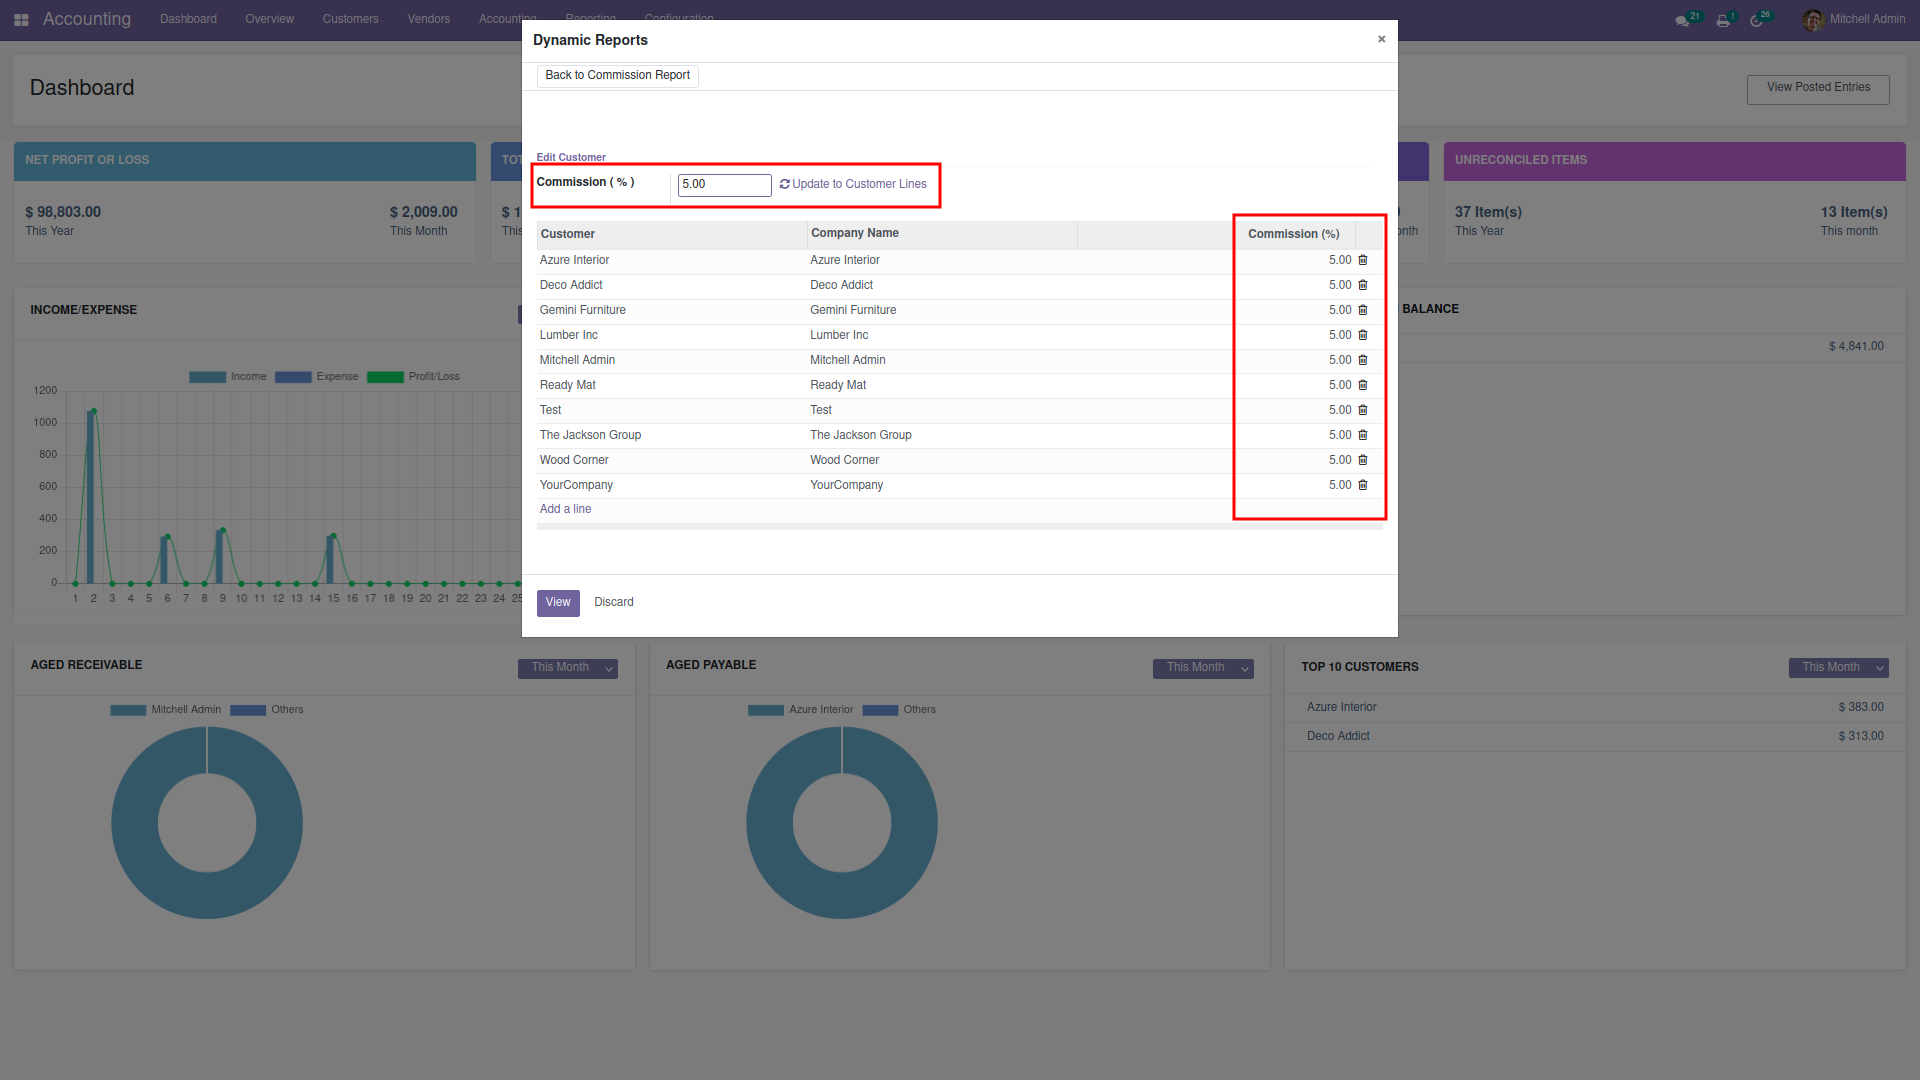 Accounting
Dashboard
Overview
Customers
Vendors
Accounting
Reporting
Configuration
21
!
26
Mitchell Admin
Dashboard
View Posted Entries
Dynamic Reports
×
Back to Commission Report
Edit Customer
Commission ( % )
5.00
Update to Customer Lines
Customer Company Name Commission (%)
Azure Interior Azure Interior 5.00
Deco Addict Deco Addict 5.00
Gemini Furniture Gemini Furniture 5.00
Lumber Inc Lumber Inc 5.00
Mitchell Admin Mitchell Admin 5.00
Ready Mat Ready Mat 5.00
Test Test 5.00
The Jackson Group The Jackson Group 5.00
Wood Corner Wood Corner 5.00
YourCompany YourCompany 5.00
Add a line
View Discard
NET PROFIT OR LOSS
$ 98,803.00
This Year
$ 2,009.00
This Month
UNRECONCILED ITEMS
37 Item(s)
This Year
13 Item(s)
This month
INCOME/EXPENSE
Income Expense Profit/Loss
1200
1000
800
600
400
200
0
1 2 3 4 5 6 7 8 9 10 11 12 13 14 15 16 17 18 19 20 21 22 23 24 25
BALANCE
$ 4,841.00
AGED RECEIVABLE
This Month
Mitchell Admin Others
AGED PAYABLE
This Month
Azure Interior Others
TOP 10 CUSTOMERS
This Month
Azure Interior $ 383.00
Deco Addict $ 313.00